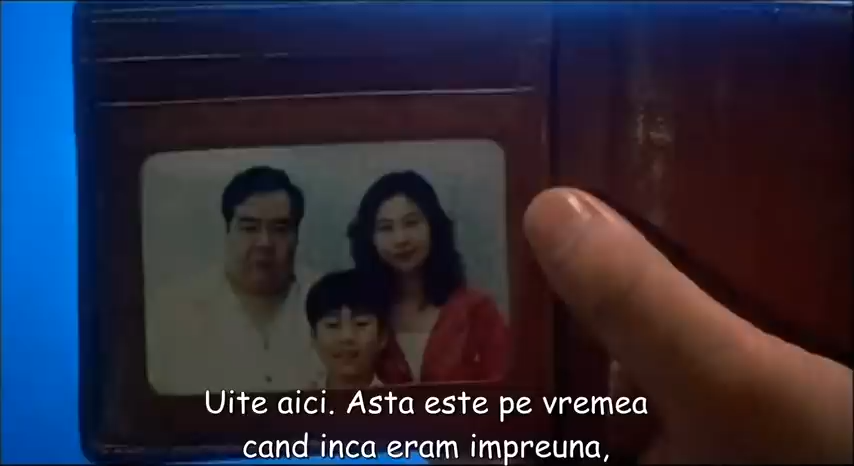 Uite aici. Asta este pe vremea
cand inca eram impreuna,